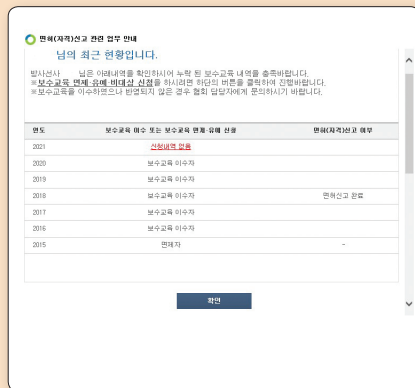 면허(자격)신고 관련 업무 안내
님의 최근 현황입니다.
방사선사 님은 아래내역을 확인하시어 누락 된 보수교육 내역을 충족바랍니다.
※보수교육 면제·유예·비대상 신청을 하시려면 하단의 버튼을 클릭하여 진행바랍니다.
※보수교육을 이수하였으나 반영되지 않은 경우 협회 담당자에게 문의하시기 바랍니다.
연도 보수교육 이수 또는 보수교육 면제·유예 신청 면허(자격)신고 여부
2021 신청내역 없음
2020 보수교육 이수자
2019 보수교육 이수자
2018 보수교육 이수자 면허신고 완료
2017 보수교육 이수자
2016 보수교육 이수자
2015 면제자 -
확인